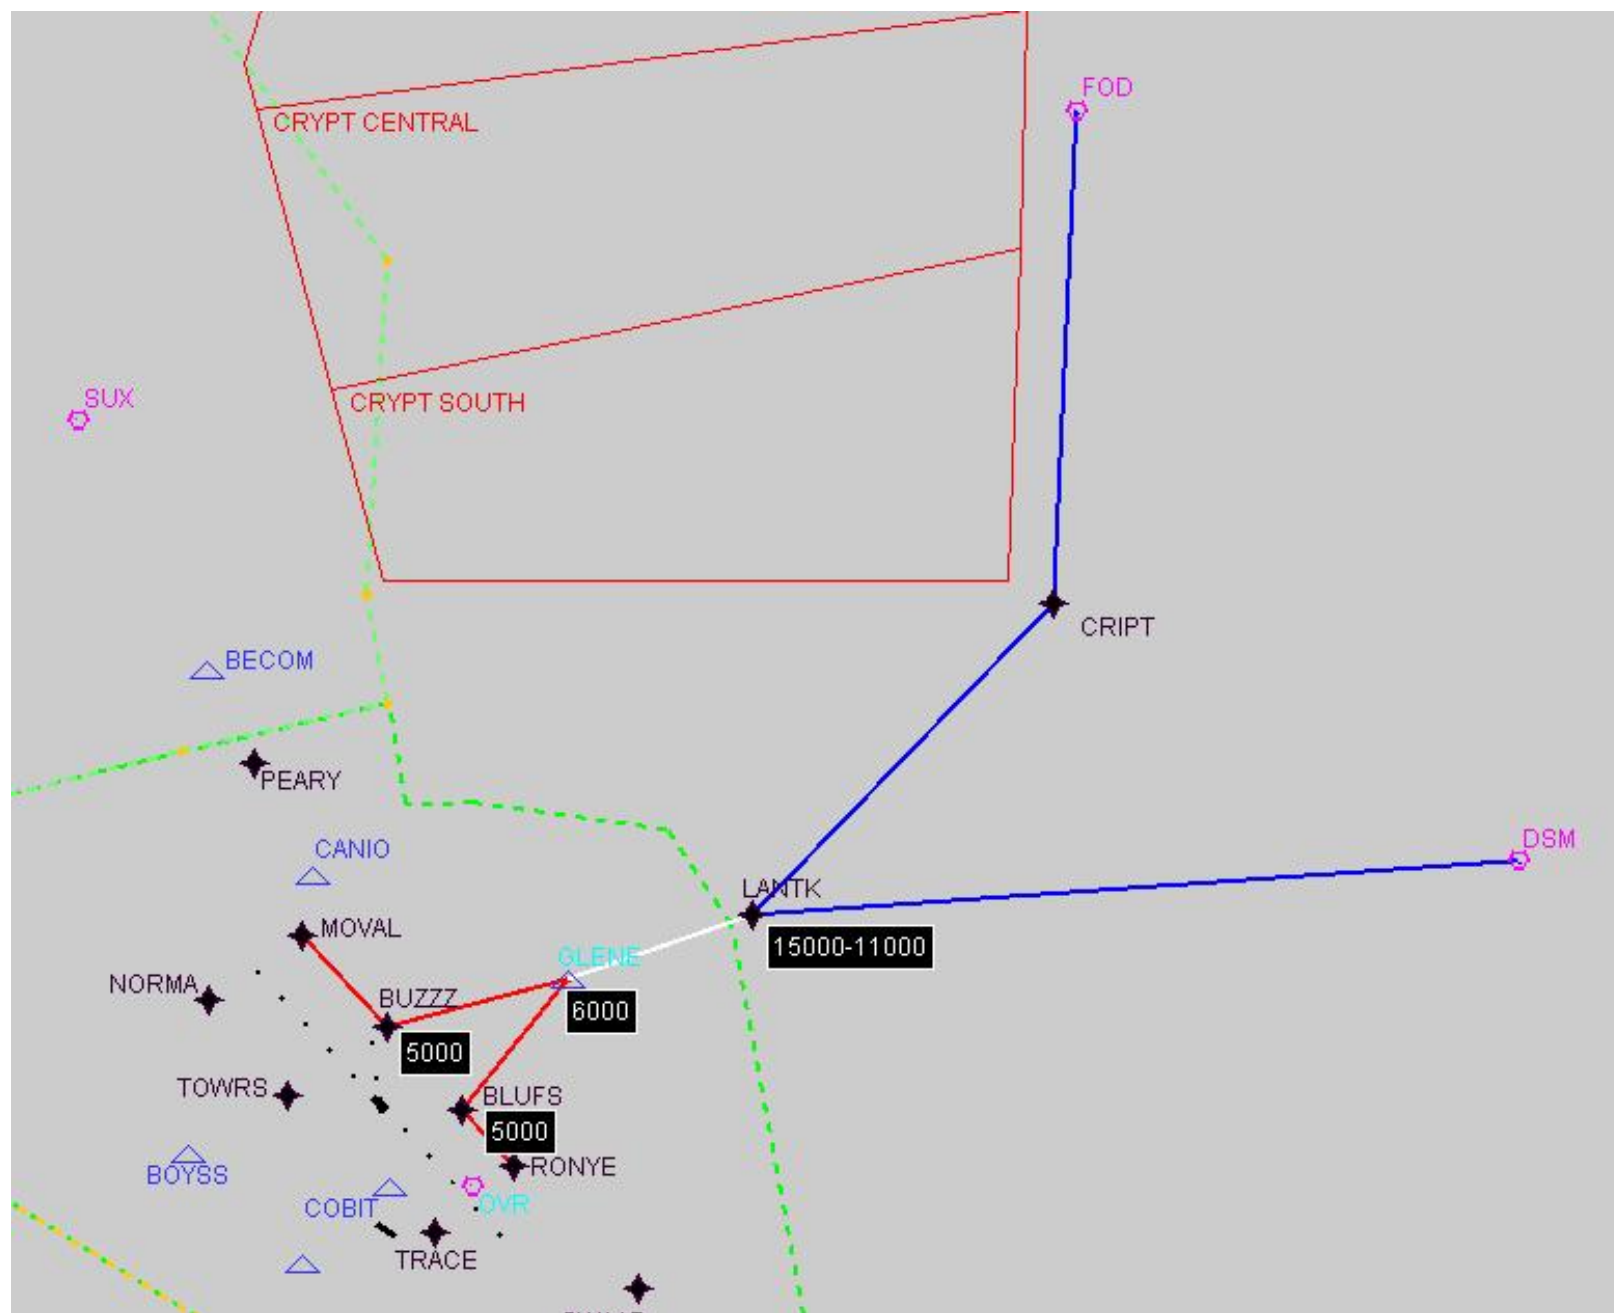 FOD
CRYPT CENTRAL
SUX
CRYPT SOUTH
CRIPT
BECOM
PEARY
DSM
CANIO
LANTK
MOVAL
15000-11000
GLENE
NORMA
BUZZZ
6000
5000
TOWRS
BLUFS
5000
BOYSS
RONYE
COBIT
OVR
TRACE